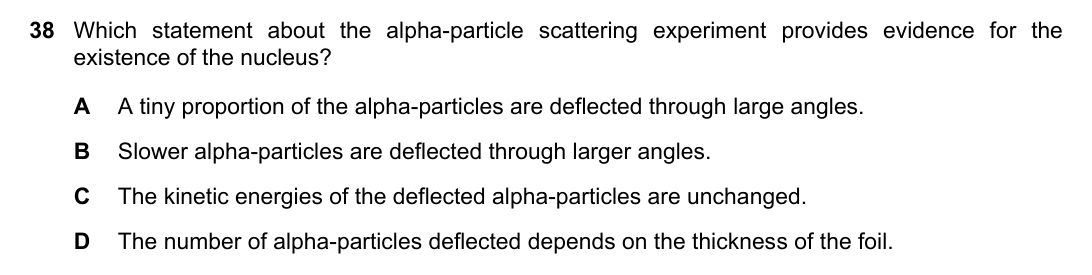 38 Which statement about the alpha-particle scattering experiment provides evidence for the
existence of the nucleus?
A A tiny proportion of the alpha-particles are deflected through large angles.
B Slower alpha-particles are deflected through larger angles.
C The kinetic energies of the deflected alpha-particles are unchanged.
D The number of alpha-particles deflected depends on the thickness of the foil.